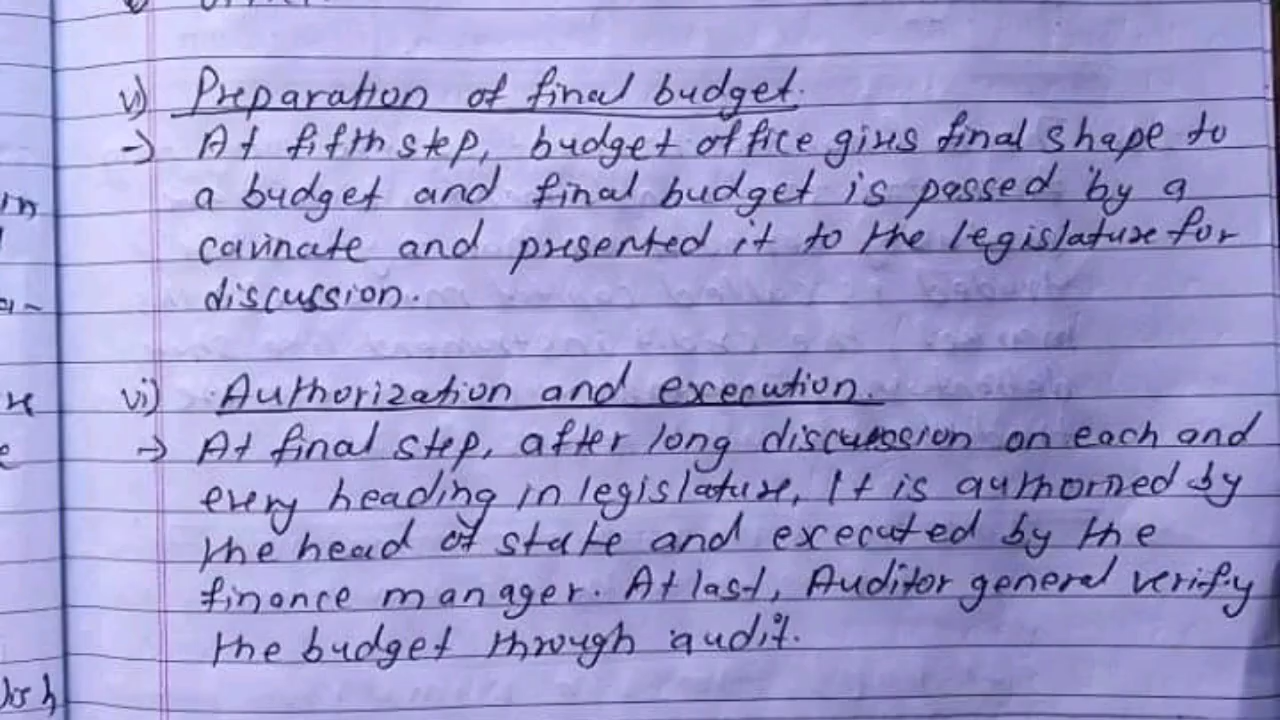 v) Preparation of final budget.
→ At fifth step, budget office gives final shape to
a budget and final budget is passed by a
cavinate and presented it to the legislature for
discussion.
vi) Authorization and execution.
→ At final step, after long discussion on each and
every heading in legislature, It is authorized by
the head of state and executed by the
finance manager. At last, Auditor general verify
the budget through audit.